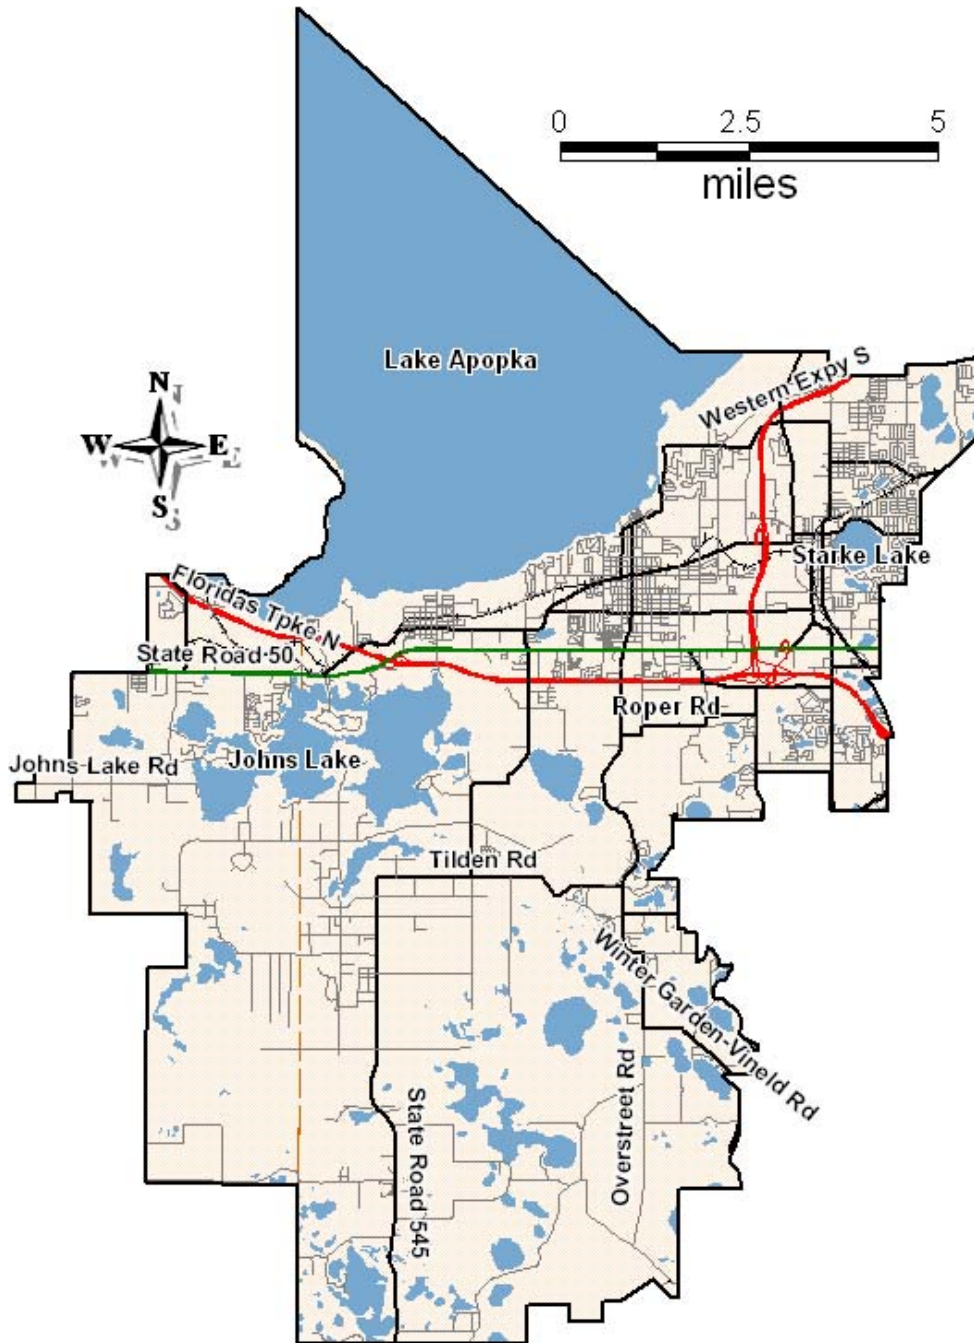 0 2.5 5
miles
Lake Apopka
Western Expy S
N
W E
S
Starke Lake
Floridas Tpke N
State Road 50
Roper Rd
Johns Lake
Johns Lake Rd
Tilden Rd
Winter Garden-Vineld Rd
Overstreet Rd
State Road 545